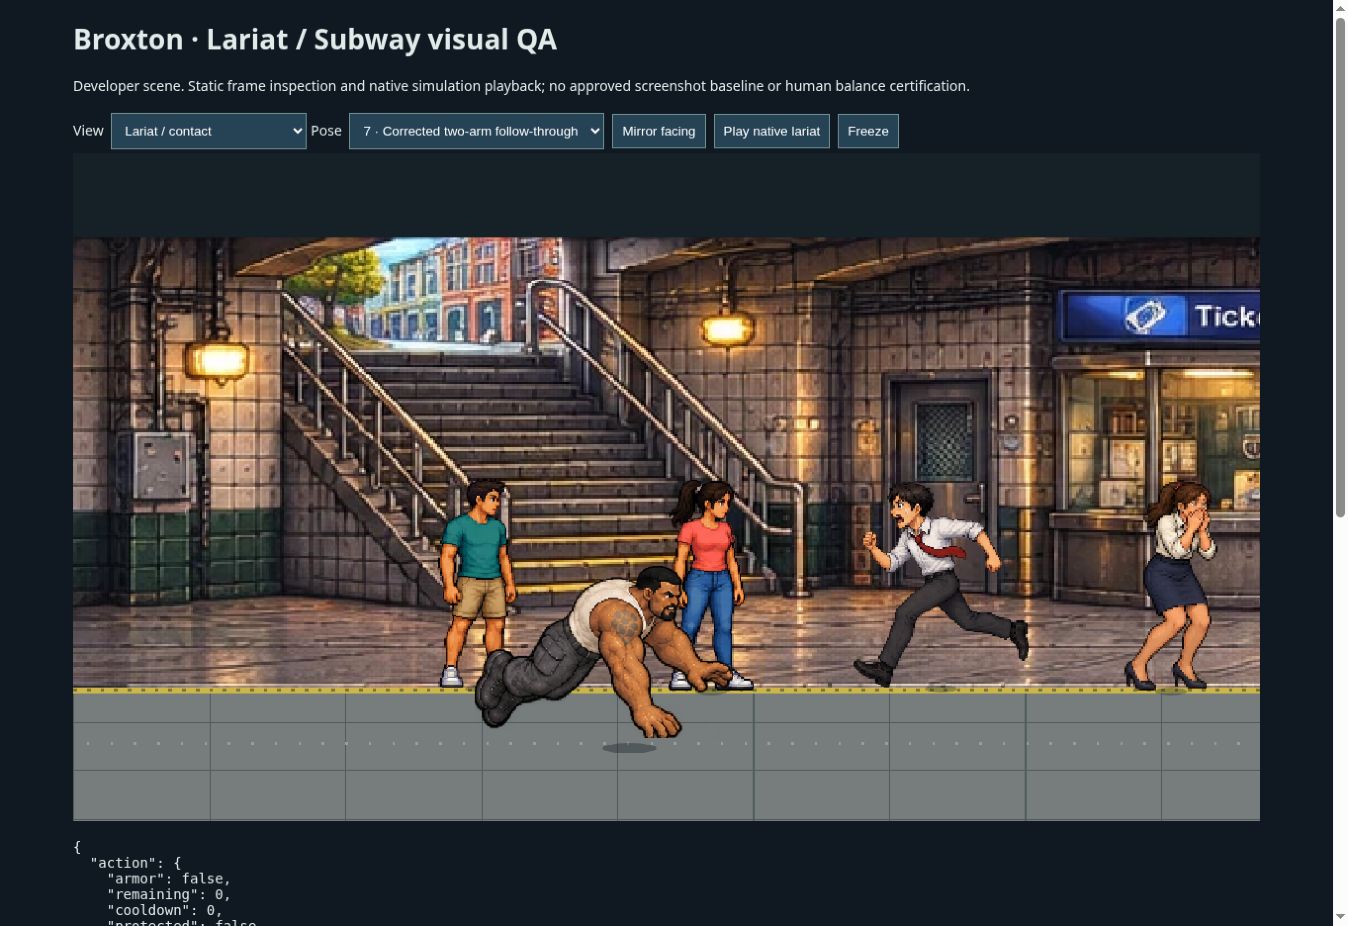 Broxton · Lariat / Subway visual QA
Developer scene. Static frame inspection and native simulation playback; no approved screenshot baseline or human balance certification.
View Lariat / contact Pose 7 · Corrected two-arm follow-through Mirror facing Play native lariat Freeze
{
"action": {
"armor": false,
"remaining": 0,
"cooldown": 0,
"protected": false